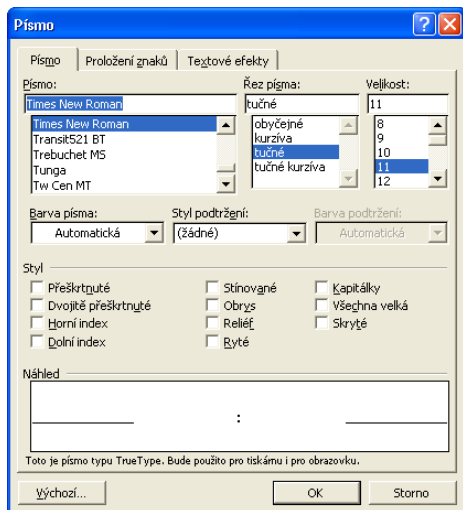 Písmo
Písmo Proložení znaků Textové efekty
Písmo: Řez písma: Velikost:
Times New Roman tučné 11
Times New Roman obyčejné 8
Transit521 BT kurzíva 9
Trebuchet MS tučné 10
Tunga tučné kurzíva 11
Tw Cen MT 12
Barva písma: Styl podtržení: Barva podtržení:
Automatická (žádné) Automatická
Styl
Přeškrtnuté Stínované Kapitálky
Dvojitě přeškrtnuté Obrys Všechna velká
Horní index Reliéf Skryté
Dolní index Ryté
Náhled
:
Toto je písmo typu TrueType. Bude použito pro tiskárnu i pro obrazovku.
Výchozí... OK Storno